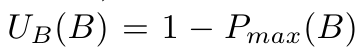 U_B(B) = 1 − P_{max}(B)